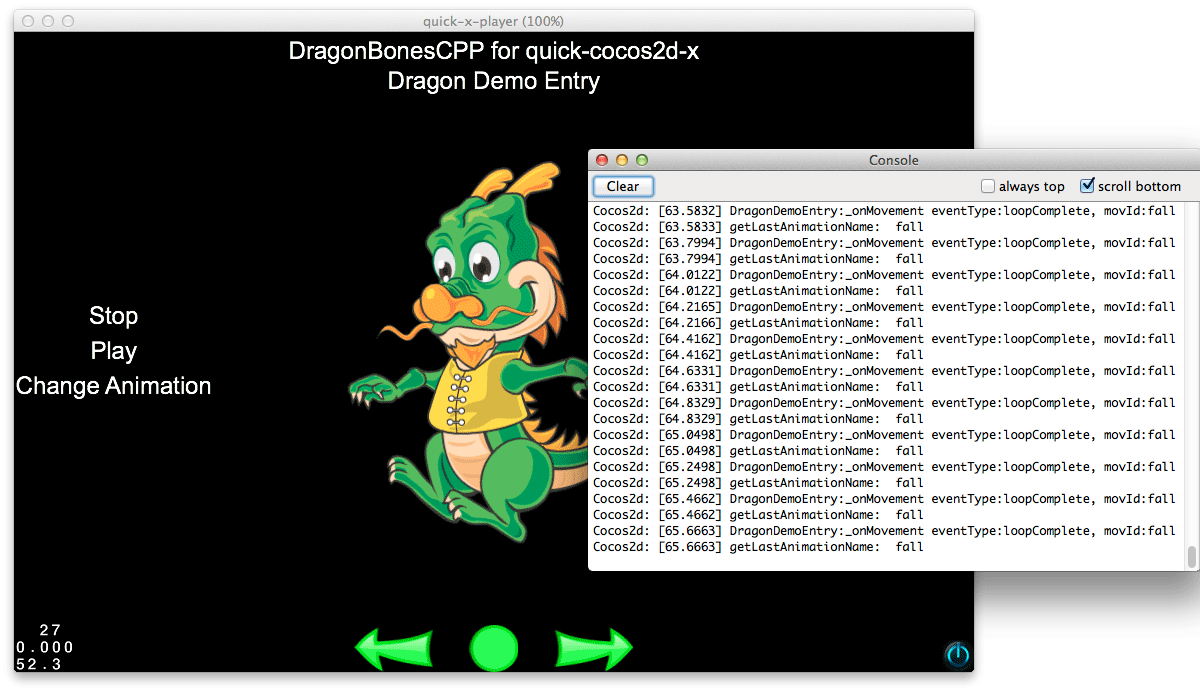 quick-x-player (100%)
DragonBonesCPP for quick-cocos2d-x
Dragon Demo Entry
Stop
Play
Change Animation
27
0.000
52.3
Console
Clear
always top
scroll bottom
Cocos2d: [63.5832] DragonDemoEntry:_onMovement eventType:loopComplete, movId:fall
Cocos2d: [63.5833] getLastAnimationName:  fall
Cocos2d: [63.7994] DragonDemoEntry:_onMovement eventType:loopComplete, movId:fall
Cocos2d: [63.7994] getLastAnimationName:  fall
Cocos2d: [64.0122] DragonDemoEntry:_onMovement eventType:loopComplete, movId:fall
Cocos2d: [64.0122] getLastAnimationName:  fall
Cocos2d: [64.2165] DragonDemoEntry:_onMovement eventType:loopComplete, movId:fall
Cocos2d: [64.2166] getLastAnimationName:  fall
Cocos2d: [64.4162] DragonDemoEntry:_onMovement eventType:loopComplete, movId:fall
Cocos2d: [64.4162] getLastAnimationName:  fall
Cocos2d: [64.6331] DragonDemoEntry:_onMovement eventType:loopComplete, movId:fall
Cocos2d: [64.6331] getLastAnimationName:  fall
Cocos2d: [64.8329] DragonDemoEntry:_onMovement eventType:loopComplete, movId:fall
Cocos2d: [64.8329] getLastAnimationName:  fall
Cocos2d: [65.0498] DragonDemoEntry:_onMovement eventType:loopComplete, movId:fall
Cocos2d: [65.0498] getLastAnimationName:  fall
Cocos2d: [65.2498] DragonDemoEntry:_onMovement eventType:loopComplete, movId:fall
Cocos2d: [65.2498] getLastAnimationName:  fall
Cocos2d: [65.4662] DragonDemoEntry:_onMovement eventType:loopComplete, movId:fall
Cocos2d: [65.4662] getLastAnimationName:  fall
Cocos2d: [65.6663] DragonDemoEntry:_onMovement eventType:loopComplete, movId:fall
Cocos2d: [65.6663] getLastAnimationName:  fall